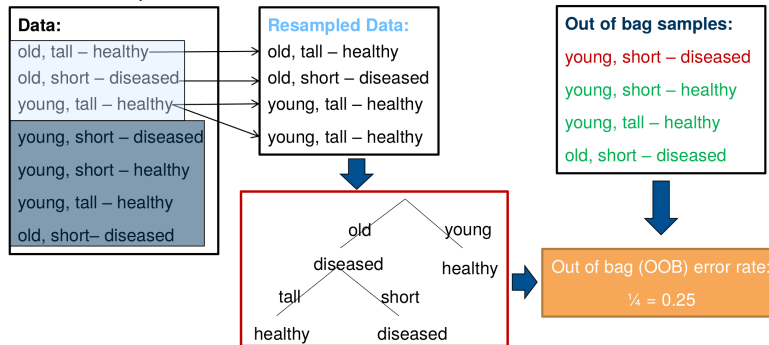 Data:
old, tall – healthy
old, short - diseased
young, tall – healthy
young, short – diseased
young, short – healthy
young, tall – healthy
old, short– diseased
Resampled Data:
old, tall – healthy
old, short – diseased
young, tall – healthy
young, tall – healthy
Out of bag samples:
young, short – diseased
young, short – healthy
young, tall – healthy
old, short – diseased
old
young
diseased
healthy
tall
short
healthy
diseased
Out of bag (OOB) error rate:
¼ = 0.25